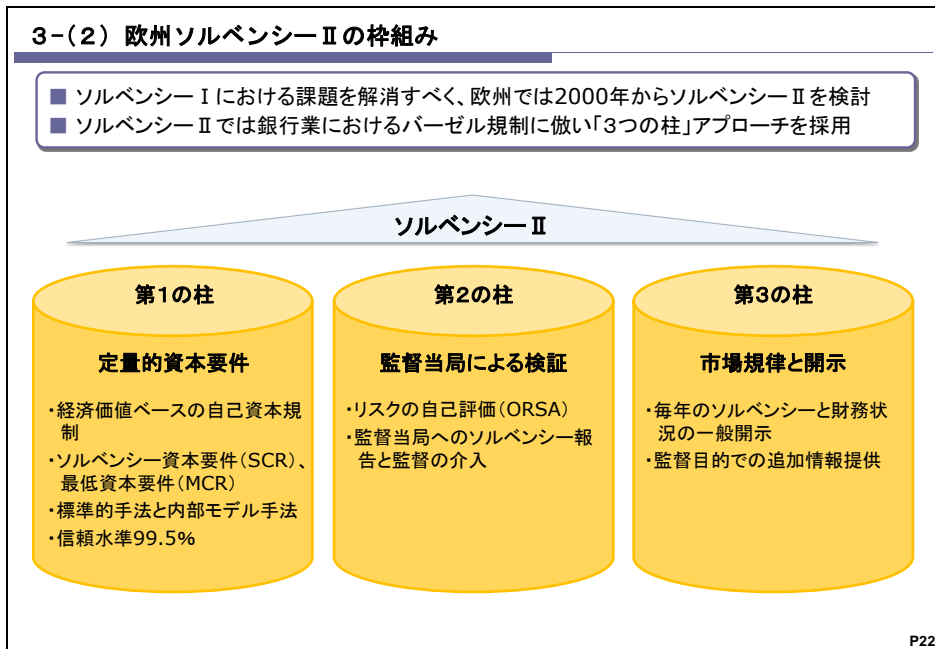 3-(2) 欧州ソルベンシーⅡの枠組み
■ ソルベンシーⅠにおける課題を解消すべく、欧州では2000年からソルベンシーⅡを検討
■ ソルベンシーⅡでは銀行業におけるバーゼル規制に倣い「3つの柱」アプローチを採用
ソルベンシーⅡ
第1の柱
定量的資本要件
・経済価値ベースの自己資本規
制
・ソルベンシー資本要件(SCR)、
最低資本要件(MCR)
・標準的手法と内部モデル手法
・信頼水準99.5%
第2の柱
監督当局による検証
・リスクの自己評価(ORSA)
・監督当局へのソルベンシー報
告と監督の介入
第3の柱
市場規律と開示
・毎年のソルベンシーと財務状
況の一般開示
・監督目的での追加情報提供
P22